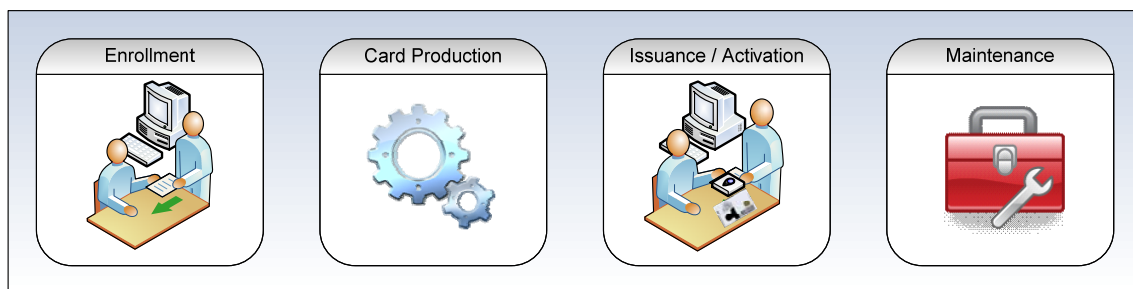 Enrollment
Card Production
Issuance / Activation
Maintenance